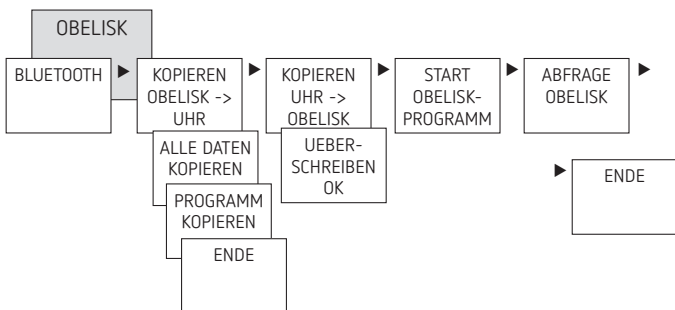 OBELISK
BLUETOOTH
KOPIEREN
OBELISK ->
UHR
ALLE DATEN
KOPIEREN
PROGRAMM
KOPIEREN
ENDE
KOPIEREN
UHR ->
OBELISK
UEBER-
SCHREIBEN
OK
START
OBELISK-
PROGRAMM
ABFRAGE
OBELISK
ENDE